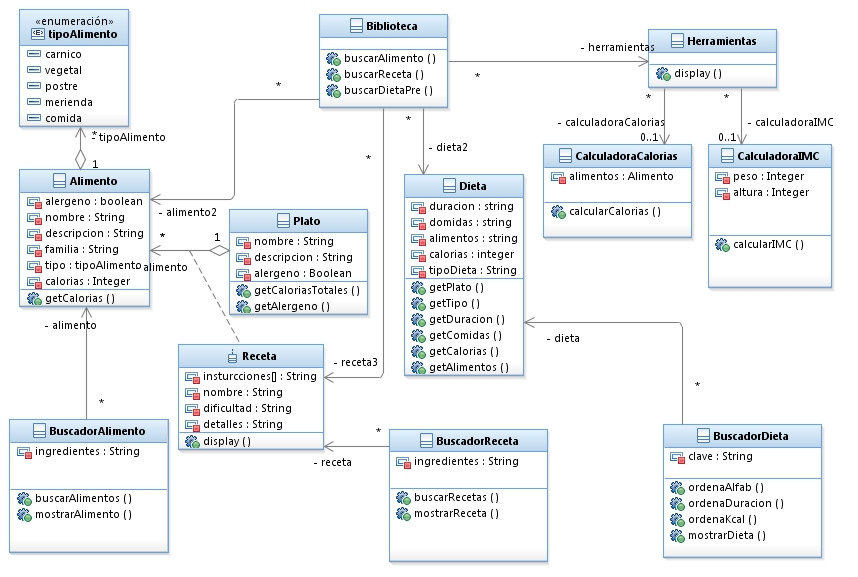 «enumeración»
tipoAlimento
carnico
vegetal
postre
merienda
comida
Biblioteca
buscarAlimento ( )
buscarReceta ( )
buscarDietaPre ( )
- herramientas
*
Herramientas
display ( )
*
*
*
*
*
- calculadoraCalorias
0..1
- calculadoraIMC
0..1
*
- tipoAlimento
1
- dieta2
CalculadoraCalorias
alimentos : Alimento
calcularCalorias ( )
CalculadoraIMC
peso : Integer
altura : Integer
calcularIMC ( )
Alimento
alergeno : boolean
nombre : String
descripcion : String
familia : String
tipo : tipoAlimento
calorias : Integer
getCalorias ( )
- alimento2
*
1
- alimento
Plato
nombre : String
descripcion : String
alergeno : Boolean
getCaloriasTotales ( )
getAlergeno ( )
Dieta
duracion : string
domidas : string
alimentos : string
calorias : integer
tipoDieta : String
getPlato ( )
getTipo ( )
getDuracion ( )
getComidas ( )
getCalorias ( )
getAlimentos ( )
- alimento
*
- dieta
*
Receta
insturcciones[] : String
nombre : String
dificultad : String
detalles : String
display ( )
- receta3
- receta
*
BuscadorAlimento
ingredientes : String
buscarAlimentos ( )
mostrarAlimento ( )
BuscadorReceta
ingredientes : String
buscarRecetas ( )
mostrarReceta ( )
BuscadorDieta
clave : String
ordenaAlfab ( )
ordenaDuracion ( )
ordenaKcal ( )
mostrarDieta ( )